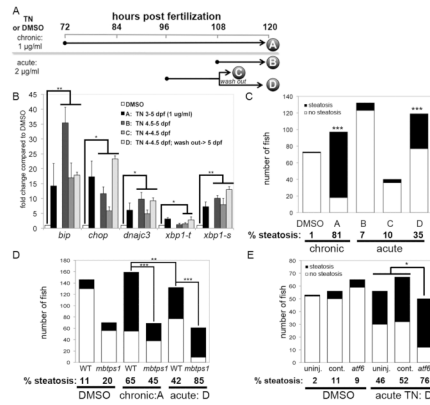 A
TN or DMSO
hours post fertilization
72 84 96 108 120
chronic: 1 µg/ml
A
acute: 2 µg/ml
B
C
wash out
D
B
fold change compared to DMSO
45
40
35
30
25
20
15
10
5
0
DMSO
A: TN 3-5 dpf (1 ug/ml)
B: TN 4.5-5 dpf
C: TN 4-4.5 dpf
D: TN 4-4.5 dpf; wash out-> 5 dpf
** * * * **
bip chop dnajc3 xbp1-t xbp1-s
C
number of fish
160
140
120
100
80
60
40
20
0
steatosis
no steatosis
*** ***
DMSO A B C D
% steatosis: 1 81 7 10 35
chronic acute
D
number of fish
180
160
140
120
100
80
60
40
20
0
steatosis
no steatosis
**
*** ***
WT mbtps1 WT mbtps1 WT mbtps1
% steatosis: 11 20 65 45 42 85
DMSO chronic:A acute: D
E
number of fish
80
70
60
50
40
30
20
10
0
steatosis
no steatosis
*
uninj. cont. atf6 uninj. cont. atf6
% steatosis: 2 11 9 46 52 76
DMSO acute TN: D